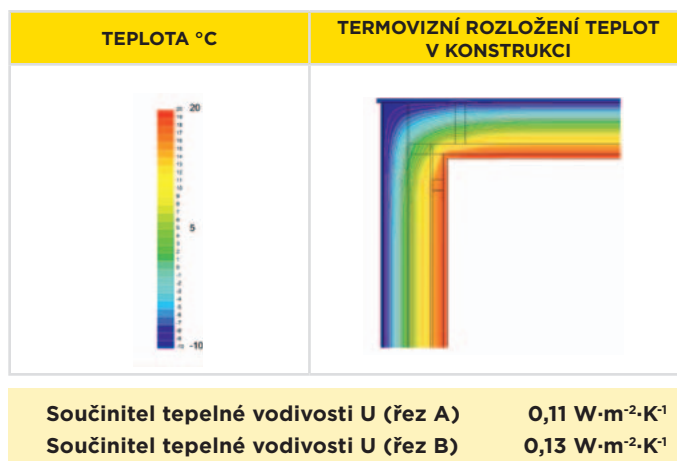 TEPLOTA °C
TERMOVIZNÍ ROZLOŽENÍ TEPLOT
V KONSTRUKCI
20
5
-10
Součinitel tepelné vodivosti U (řez A) 0,11 W·m⁻²·K⁻¹
Součinitel tepelné vodivosti U (řez B) 0,13 W·m⁻²·K⁻¹